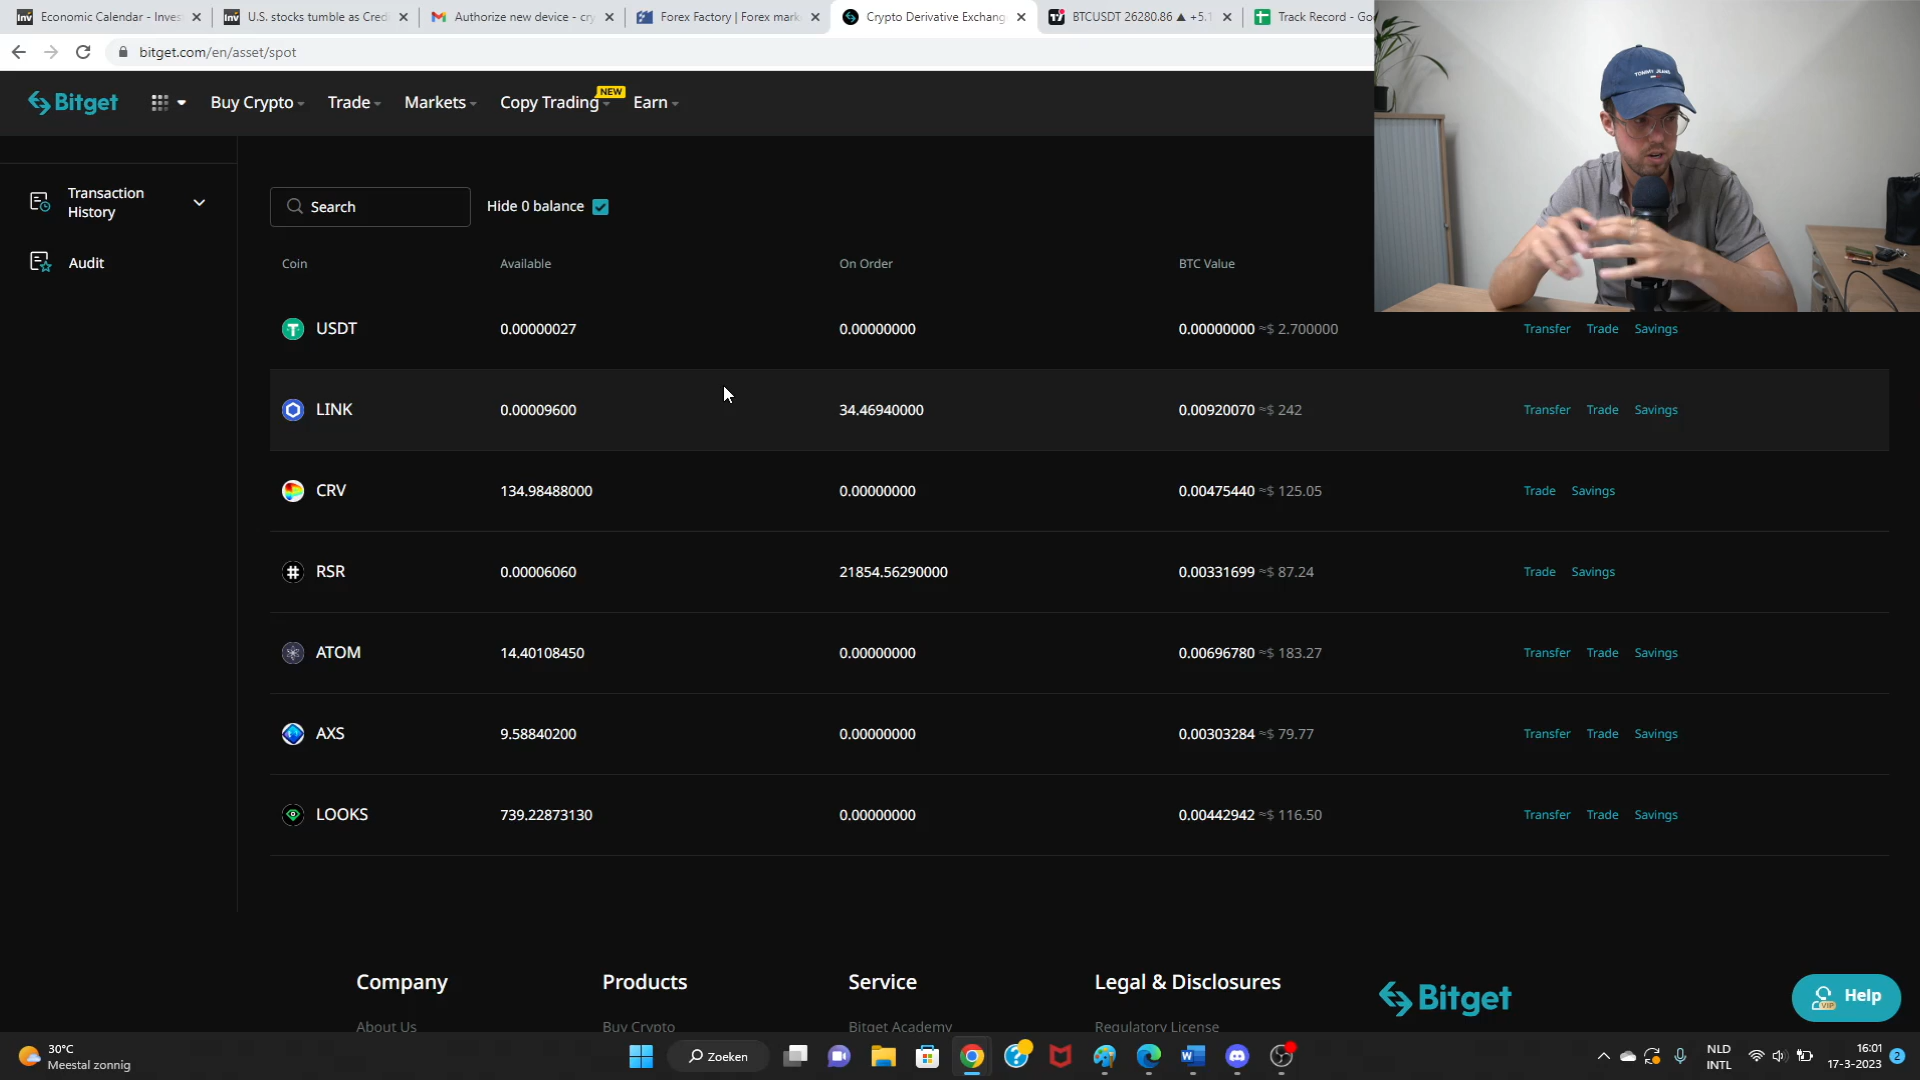 Economic Calendar - Inves
U.S. stocks tumble as Cred
Authorize new device - cry
Forex Factory | Forex mark
Crypto Derivative Exchang
BTCUSDT 26280.86 ▲ +5.1
Track Record - Goo
bitget.com/en/asset/spot
Bitget
Buy Crypto
Trade
Markets
Copy Trading
NEW
Earn
TOMMY JEANS
Transaction
History
Audit
Search
Hide 0 balance
Coin Available On Order BTC Value
USDT 0.00000027 0.00000000 0.00000000 ≈$ 2.700000 Transfer Trade Savings
LINK 0.00009600 34.46940000 0.00920070 ≈$ 242 Transfer Trade Savings
CRV 134.98488000 0.00000000 0.00475440 ≈$ 125.05 Trade Savings
RSR 0.00006060 21854.56290000 0.00331699 ≈$ 87.24 Trade Savings
ATOM 14.40108450 0.00000000 0.00696780 ≈$ 183.27 Transfer Trade Savings
AXS 9.58840200 0.00000000 0.00303284 ≈$ 79.77 Transfer Trade Savings
LOOKS 739.22873130 0.00000000 0.00442942 ≈$ 116.50 Transfer Trade Savings
Company Products Service Legal & Disclosures
Bitget
VIP
Help
About Us Buy Crypto Bitget Academy Regulatory License
30°C
Meestal zonnig
Zoeken
NLD
INTL
16:01
17-3-2023
2